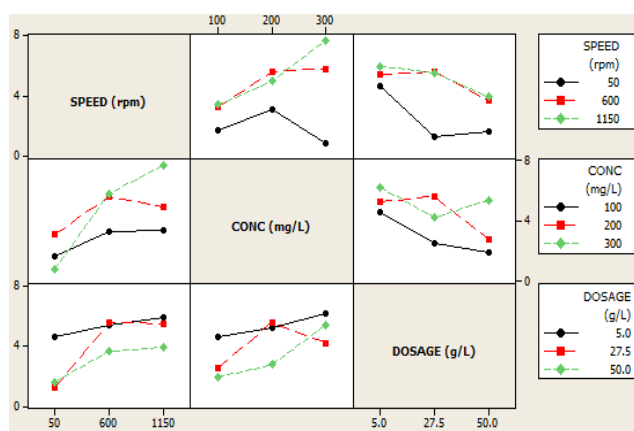 100 200 300
8
4
0
SPEED (rpm)
SPEED
(rpm)
50
600
1150
CONC (mg/L)
8
4
0
CONC
(mg/L)
100
200
300
8
4
0
DOSAGE (g/L)
DOSAGE
(g/L)
5.0
27.5
50.0
50 600 1150
5.0 27.5 50.0